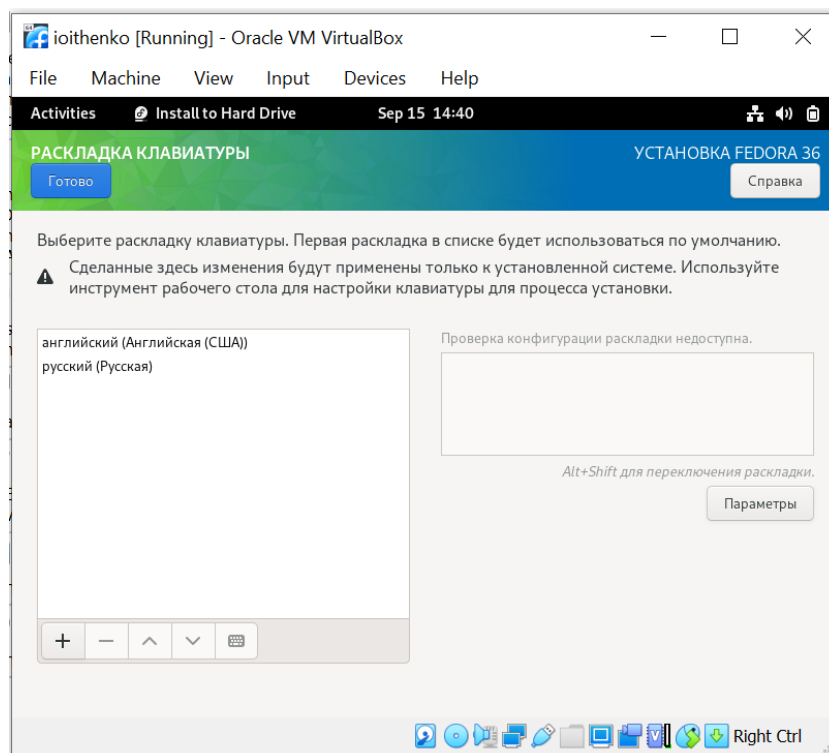 ioithenko [Running] - Oracle VM VirtualBox
File Machine View Input Devices Help
Activities Install to Hard Drive Sep 15 14:40
РАСКЛАДКА КЛАВИАТУРЫ
УСТАНОВКА FEDORA 36
Готово
Справка
Выберите раскладку клавиатуры. Первая раскладка в списке будет использоваться по умолчанию.
Сделанные здесь изменения будут применены только к установленной системе. Используйте
инструмент рабочего стола для настройки клавиатуры для процесса установки.
английский (Английская (США))
русский (Русская)
Проверка конфигурации раскладки недоступна.
Alt+Shift для переключения раскладки.
Параметры
Right Ctrl